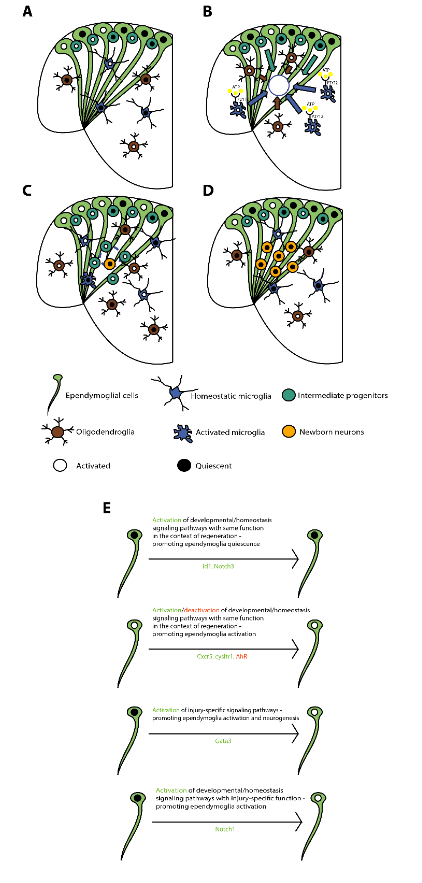 A
B
ATP
ATP
ATP
C
D
Ependymoglial cells
Homeostatic microglia
Intermediate progenitors
Oligodendroglia
Activated microglia
Newborn neurons
Activated
Quiescent
E
Activation of developmental/homeostasis
signaling pathways with same function
in the context of regeneration -
promoting ependymoglia quiescence
Id1, Notch3
Activation/deactivation of developmental/homeostasis
signaling pathways with same function
in the context of regeneration -
promoting ependymoglia activation
Cxcr5, cysltr1, AhR
Activation of injury-specific signaling pathways -
promoting ependymoglia activation and neurogenesis
Gata3
Activation of developmental/homeostasis
signaling pathways with injury-specific function -
promoting ependymoglia activation
Notch1